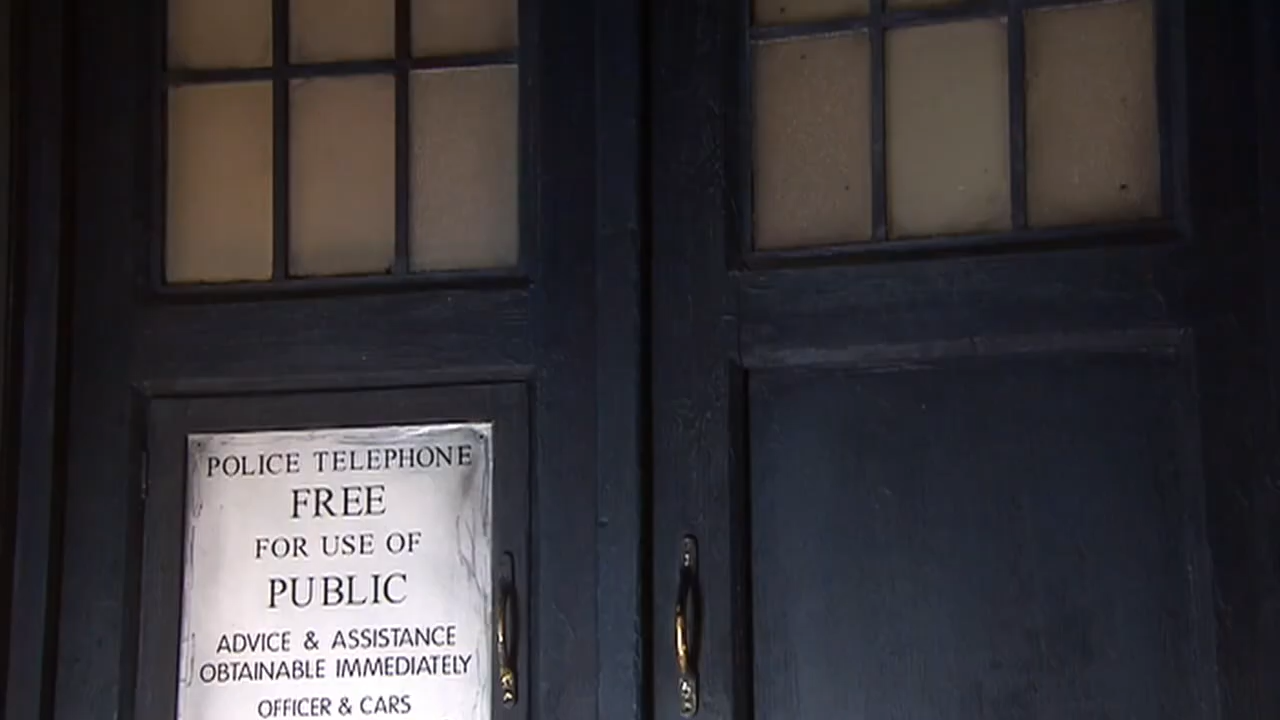 POLICE TELEPHONE
FREE
FOR USE OF
PUBLIC
ADVICE & ASSISTANCE
OBTAINABLE IMMEDIATELY
OFFICER & CARS